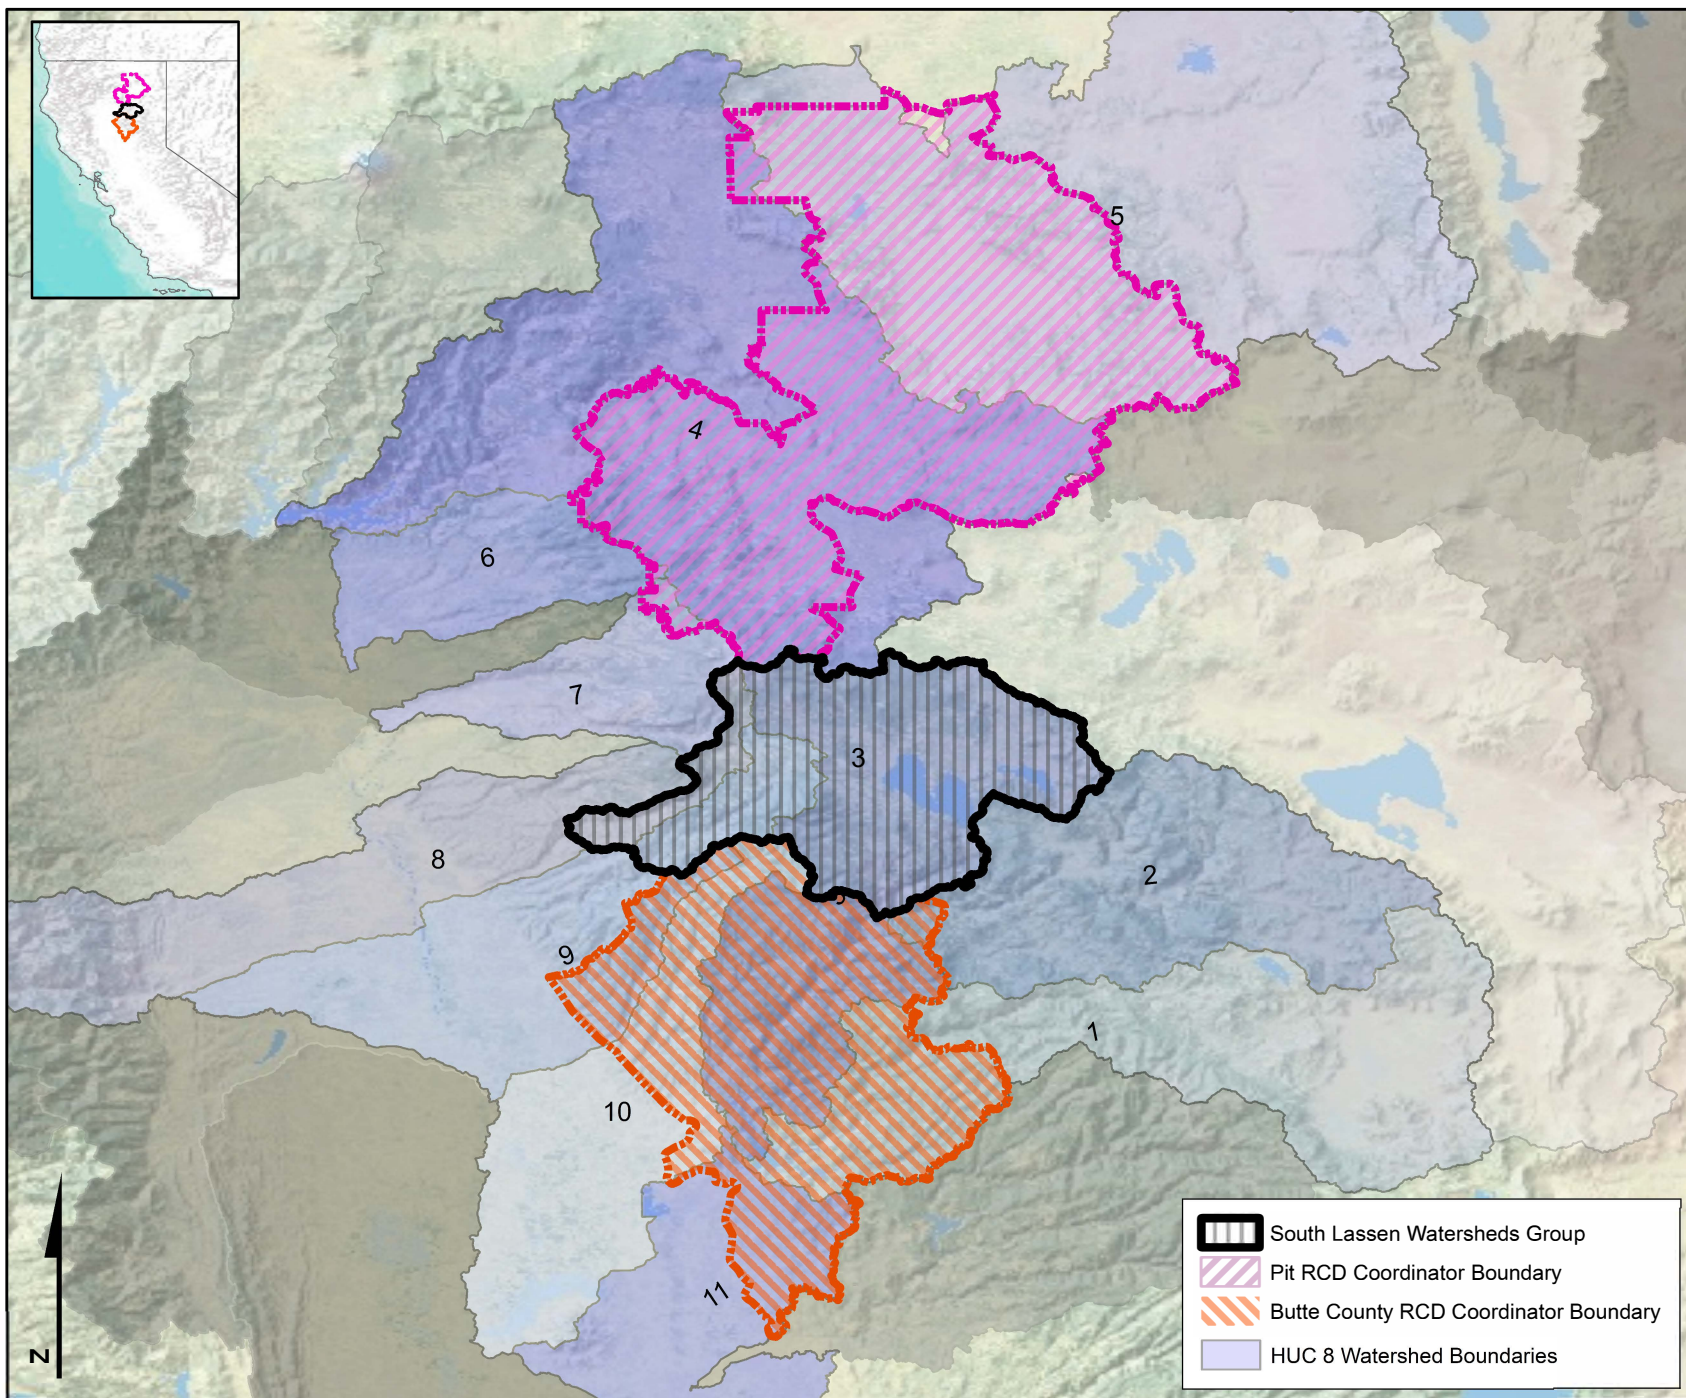 5
4
6
7
3
8
2
9
1
10
11
South Lassen Watersheds Group
Pit RCD Coordinator Boundary
Butte County RCD Coordinator Boundary
HUC 8 Watershed Boundaries
N